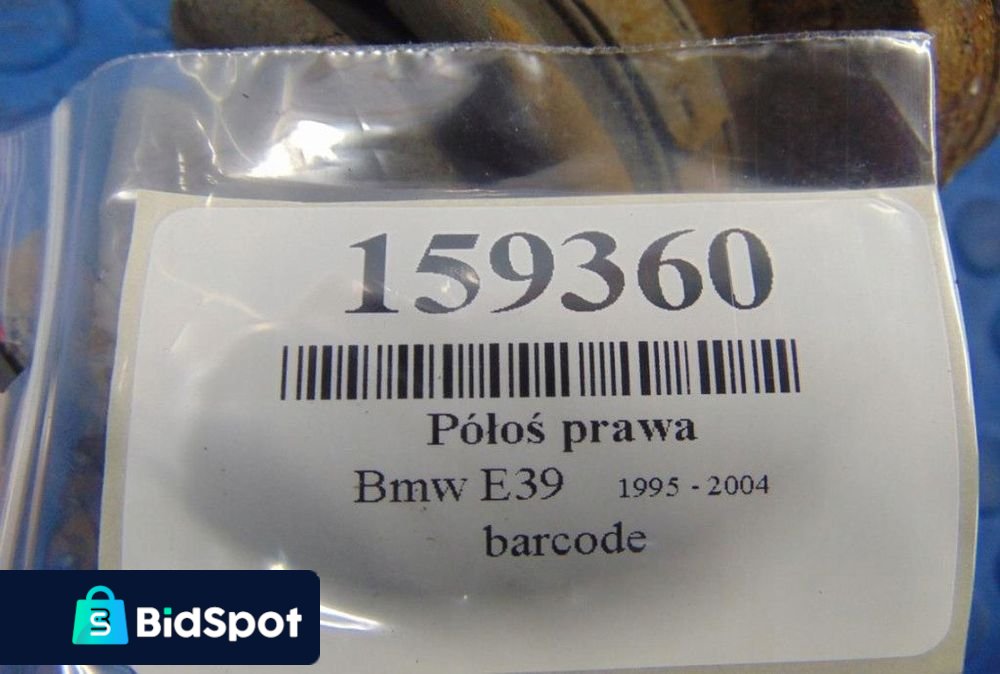 159360
Półoś prawa
Bmw E39 1995 - 2004
barcode
BidSpot